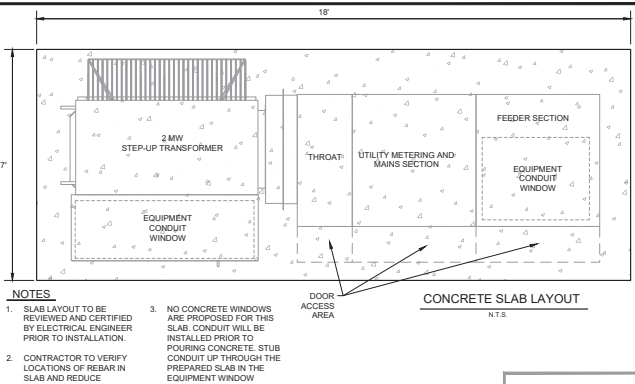 18'
7'
2 MW
STEP-UP TRANSFORMER
THROAT
UTILITY METERING AND
MAINS SECTION
FEEDER SECTION
EQUIPMENT
CONDUIT
WINDOW
EQUIPMENT
CONDUIT
WINDOW
DOOR
ACCESS
AREA
CONCRETE SLAB LAYOUT
N.T.S.
NOTES
1. SLAB LAYOUT TO BE
REVIEWED AND CERTIFIED
BY ELECTRICAL ENGINEER
PRIOR TO INSTALLATION.
2. CONTRACTOR TO VERIFY
LOCATIONS OF REBAR IN
SLAB AND REDUCE
3. NO CONCRETE WINDOWS
ARE PROPOSED FOR THIS
SLAB. CONDUIT WILL BE
INSTALLED PRIOR TO
POURING CONCRETE. STUB
CONDUIT UP THROUGH THE
PREPARED SLAB IN THE
EQUIPMENT WINDOW